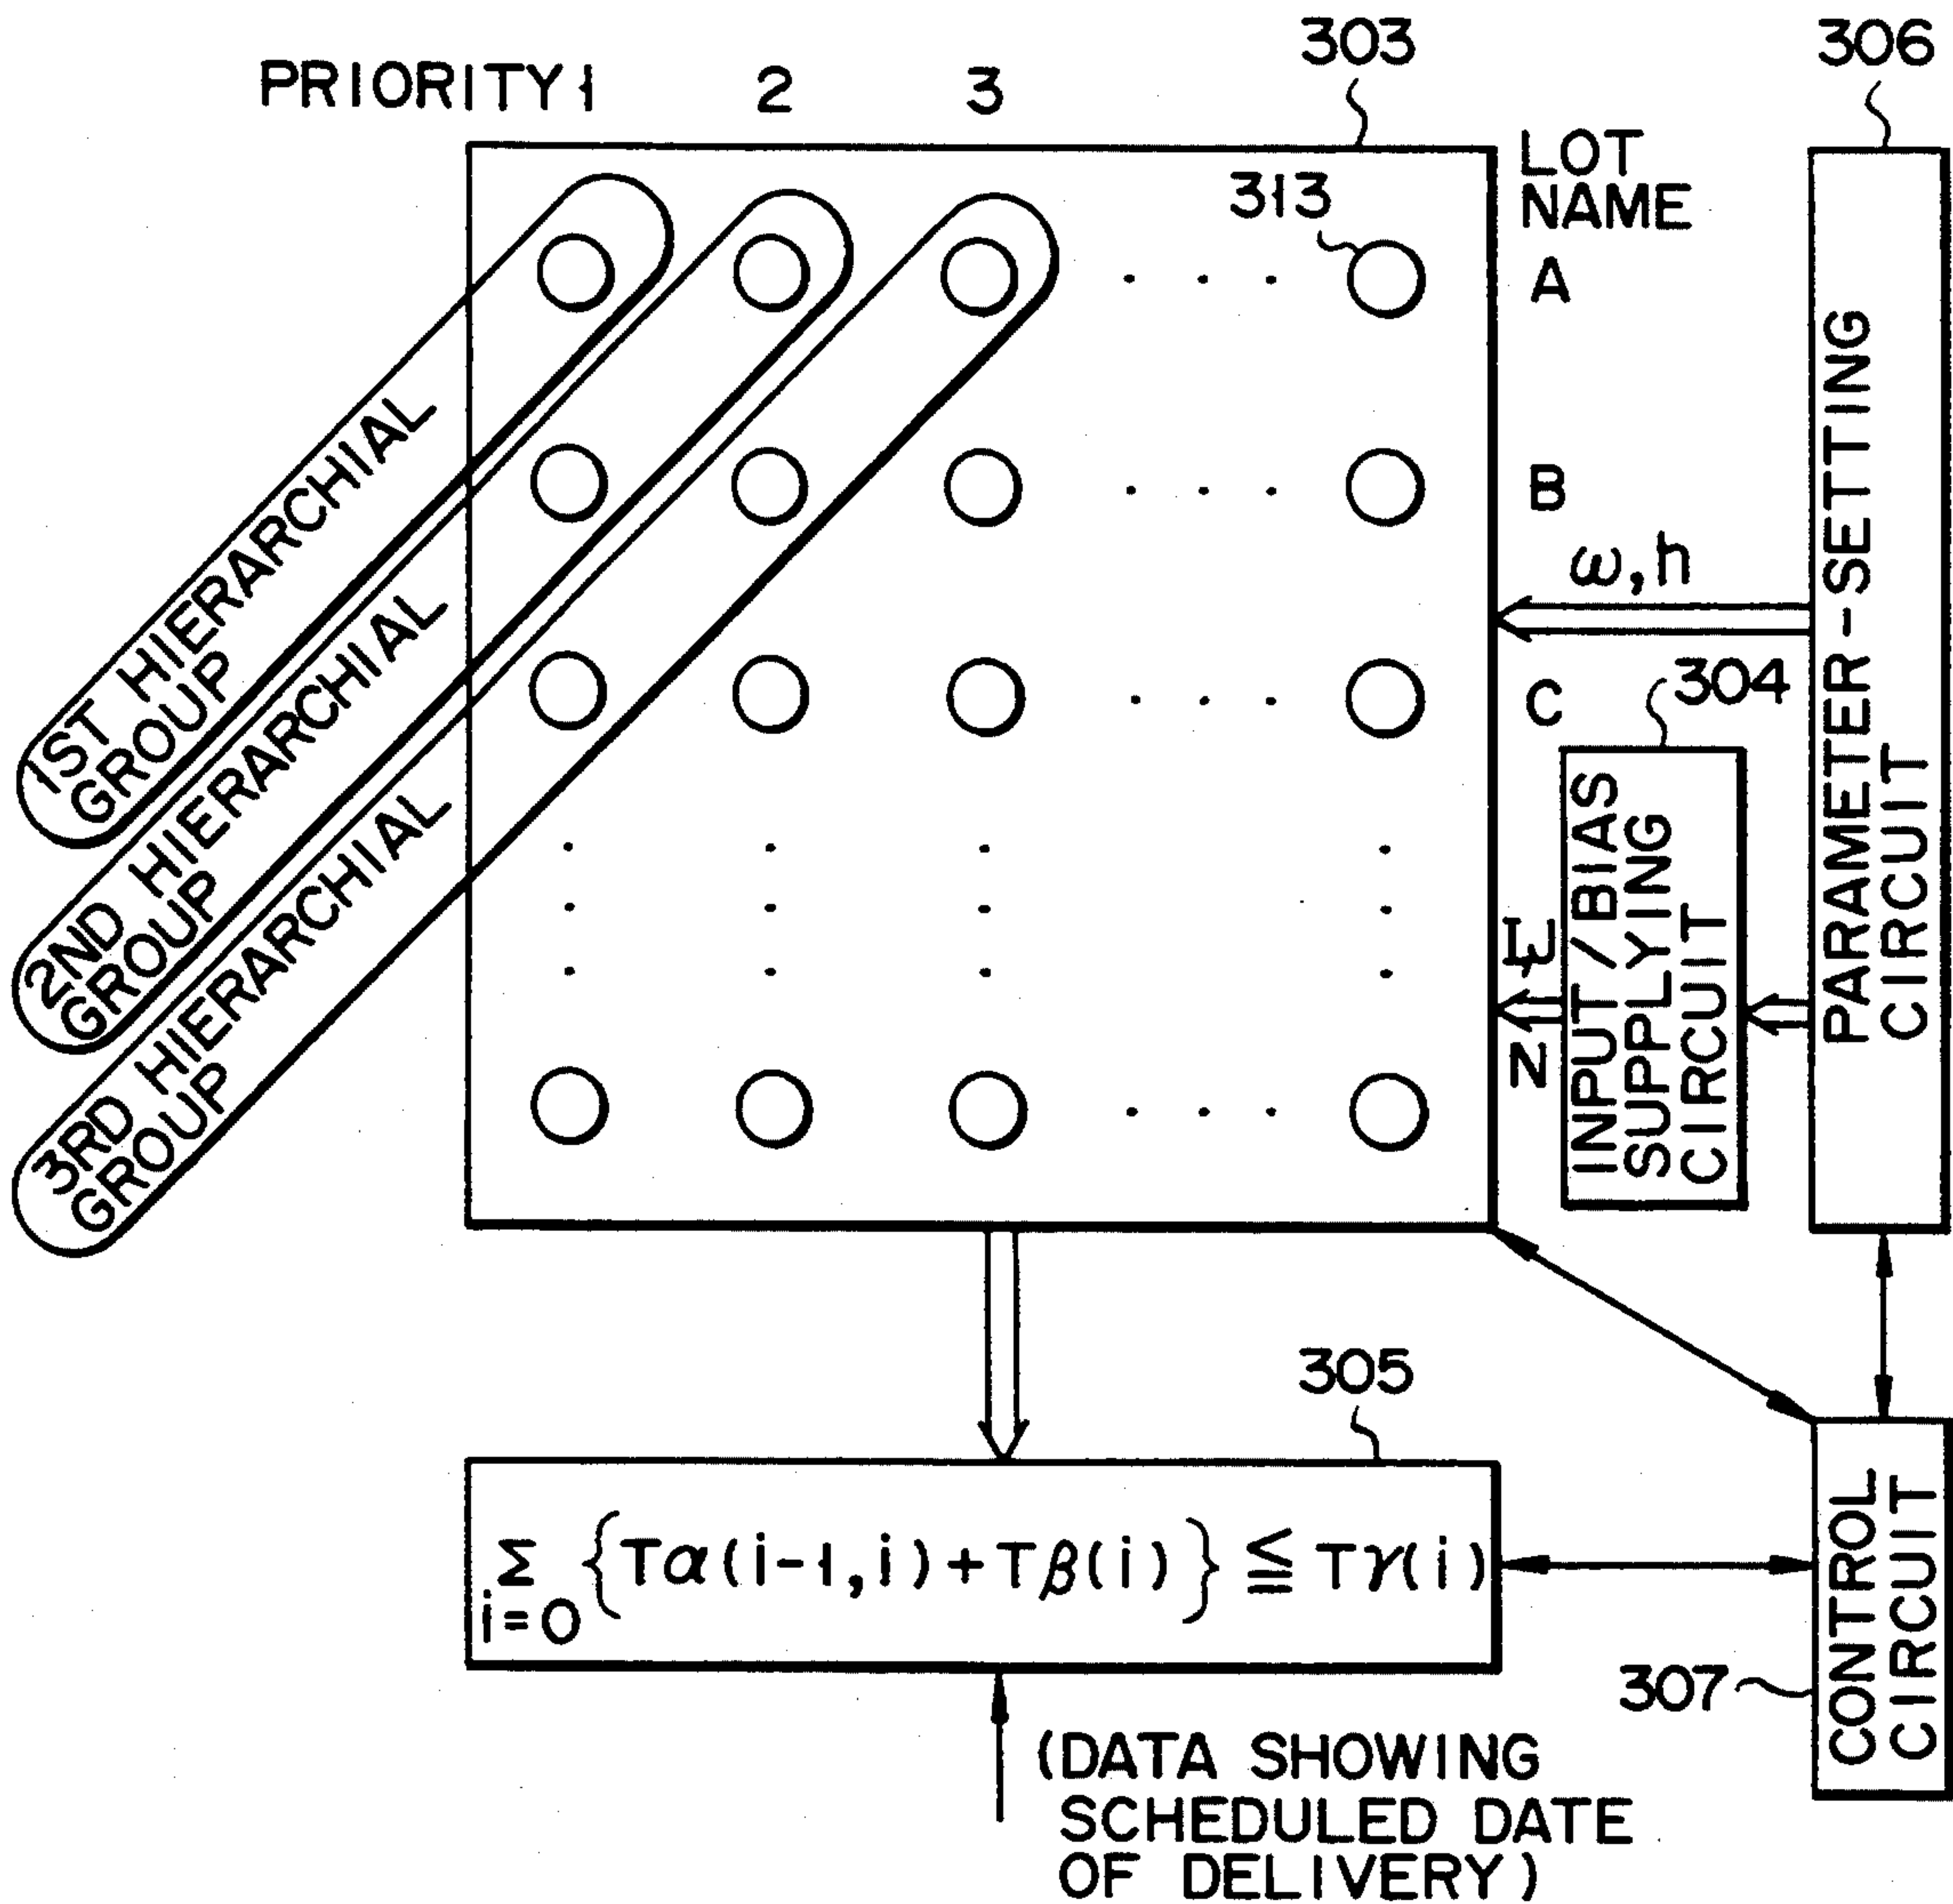 303
306
PRIORITY 1 2 3
LOT
NAME
313
A
B
C
N
ω, h
304
1ST HIERARCHIAL
GROUP
2ND HIERARCHIAL
GROUP
3RD HIERARCHIAL
GROUP
INPUT / BIAS
SUPPLYING
CIRCUIT
PARAMETER-SETTING
CIRCUIT
305
Σ {Tα(i-1,i)+Tβ(i)} ≦ Tγ(i)
i=0
307
CONTROL
CIRCUIT
(DATA SHOWING
SCHEDULED DATE
OF DELIVERY)